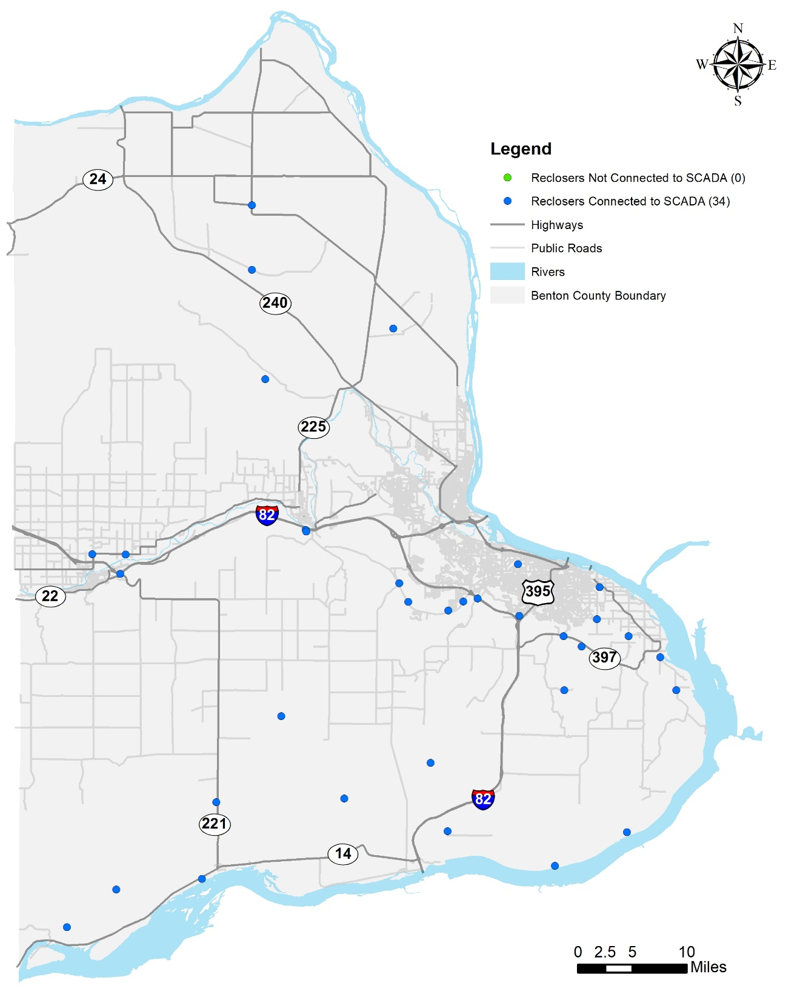 N
W E
S
Legend
Reclosers Not Connected to SCADA (0)
Reclosers Connected to SCADA (34)
Highways
Public Roads
Rivers
Benton County Boundary
24
240
225
82
22
395
397
82
221
14
0 2.5 5 10
Miles